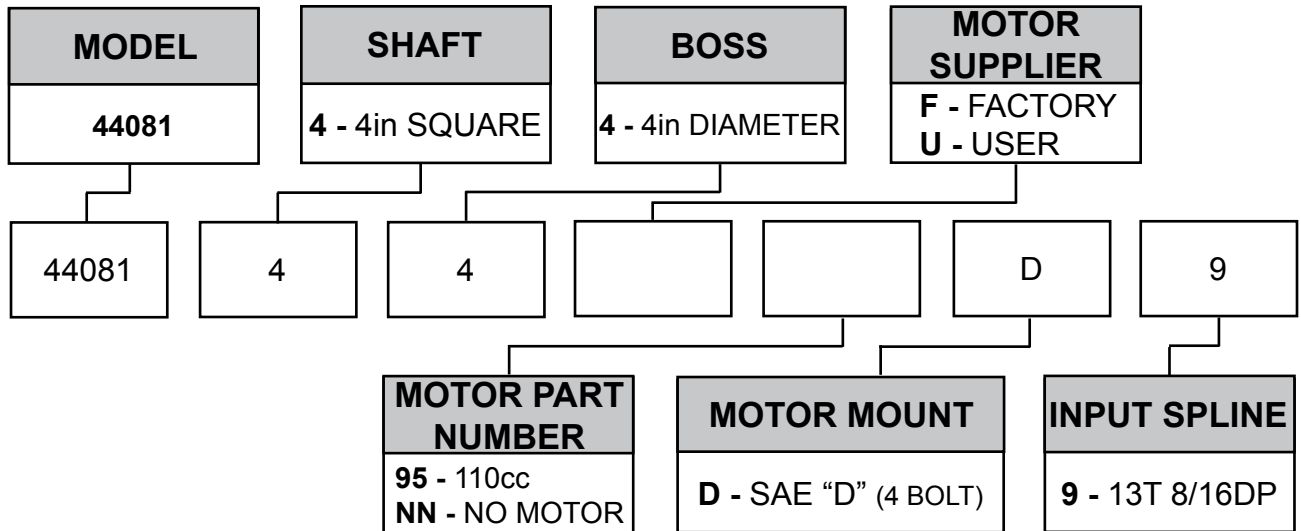 MODEL
44081
SHAFT
4 - 4in SQUARE
BOSS
4 - 4in DIAMETER
MOTOR
SUPPLIER
F - FACTORY
U - USER
44081
4
4
D
9
MOTOR PART
NUMBER
95 - 110cc
NN - NO MOTOR
MOTOR MOUNT
D - SAE “D” (4 BOLT)
INPUT SPLINE
9 - 13T 8/16DP